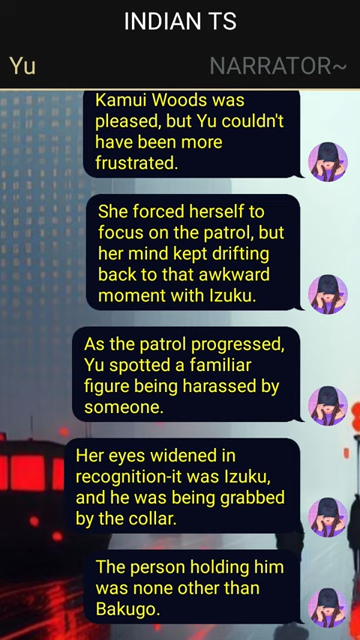 INDIAN TS
Yu
NARRATOR~
Kamui Woods was
pleased, but Yu couldn't
have been more
frustrated.
She forced herself to
focus on the patrol, but
her mind kept drifting
back to that awkward
moment with Izuku.
As the patrol progressed,
Yu spotted a familiar
figure being harassed by
someone.
Her eyes widened in
recognition-it was Izuku,
and he was being grabbed
by the collar.
The person holding him
was none other than
Bakugo.